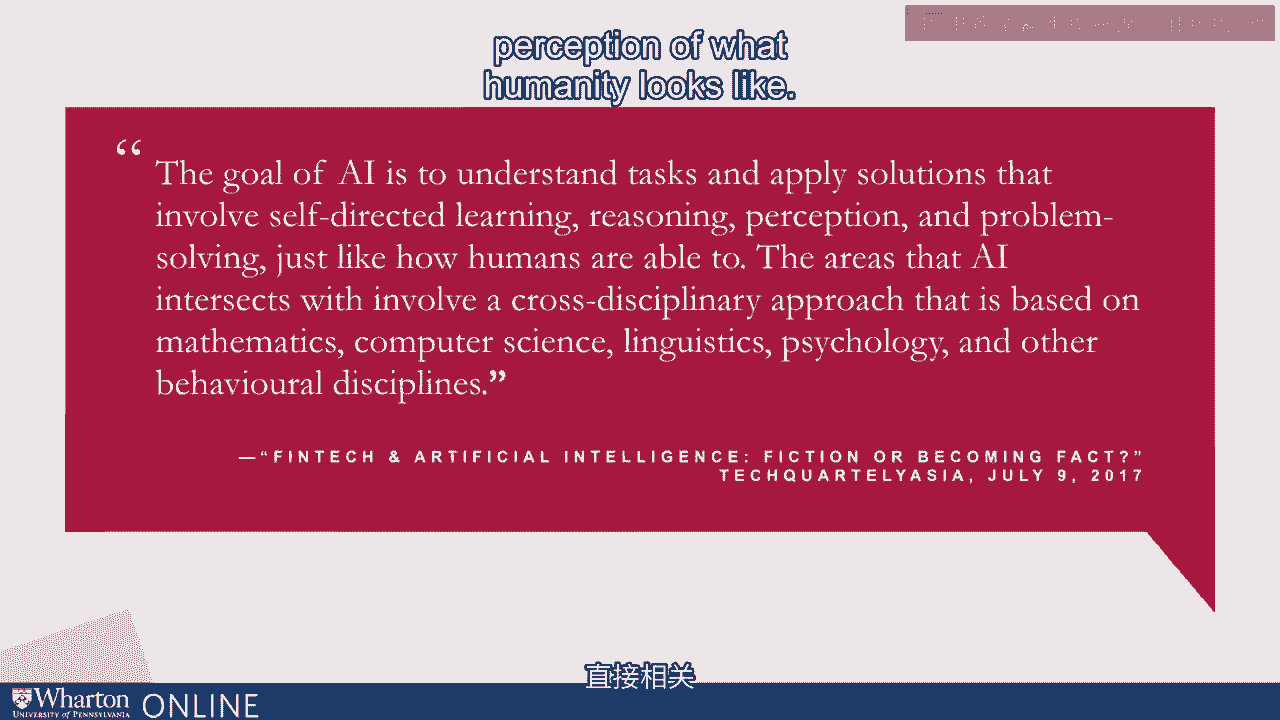 perception of what
humanity looks like.
“ The goal of AI is to understand tasks and apply solutions that
involve self-directed learning, reasoning, perception, and problem-
solving, just like how humans are able to. The areas that AI
intersects with involve a cross-disciplinary approach that is based on
mathematics, computer science, linguistics, psychology, and other
behavioural disciplines.”
—“FINTECH & ARTIFICIAL INTELLIGENCE: FICTION OR BECOMING FACT?”
TECHQUARTELYASIA, JULY 9, 2017
直接相关
Wharton ONLINE
UNIVERSITY of PENNSYLVANIA